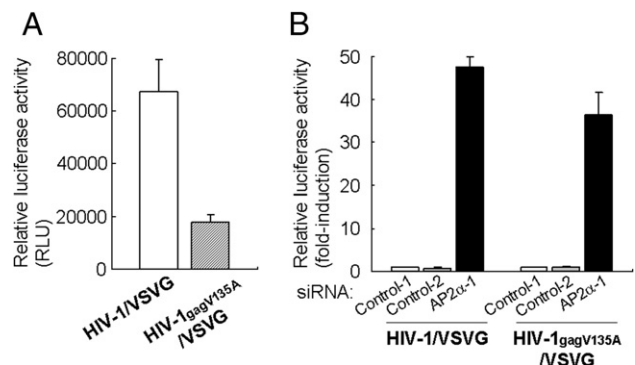 A
Relative luciferase activity
(RLU)
80000
60000
40000
20000
0
HIV-1/VSVG
HIV-1gagV135A
/VSVG
B
Relative luciferase activity
(fold-induction)
50
40
30
20
10
0
siRNA:
Control-1
Control-2
AP2α-1
Control-1
Control-2
AP2α-1
HIV-1/VSVG
HIV-1gagV135A
/VSVG